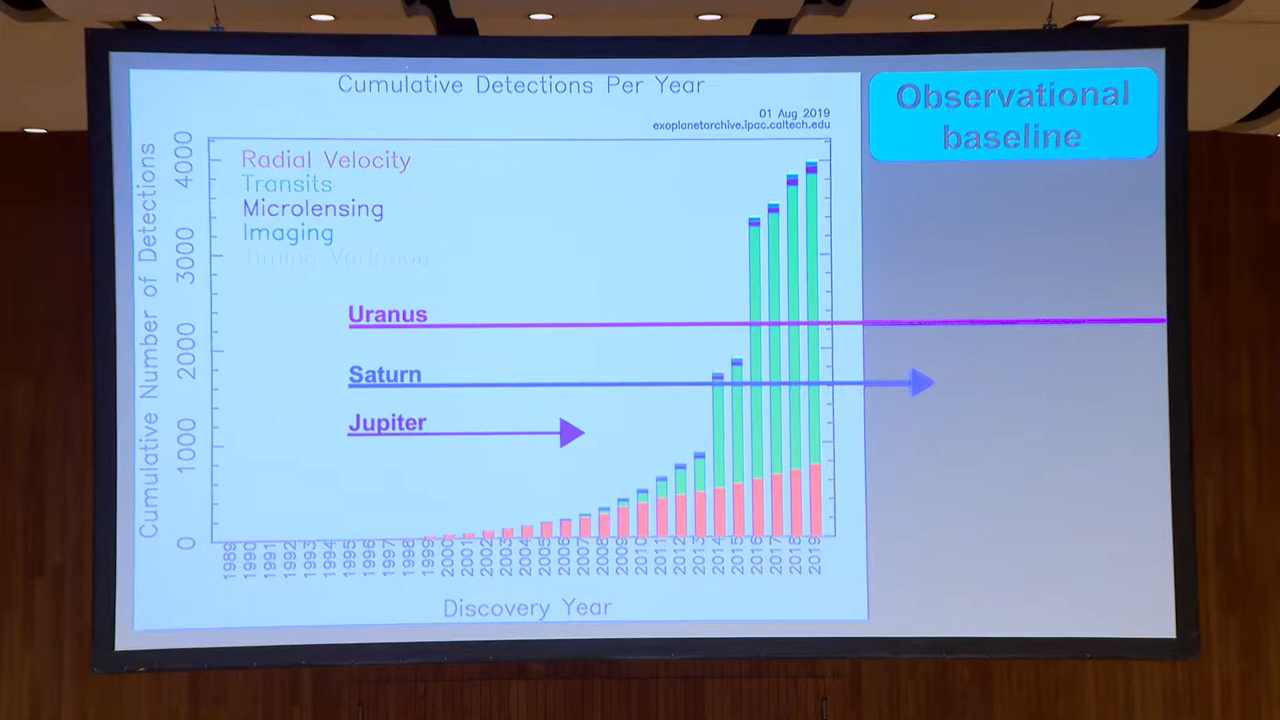 Cumulative Detections Per Year
01 Aug 2019
exoplanetarchive.ipac.caltech.edu
Observational
baseline
Cumulative Number of Detections
4000
3000
2000
1000
0
Radial Velocity
Transits
Microlensing
Imaging
Uranus
Saturn
Jupiter
1989
1990
1991
1992
1993
1994
1995
1996
1997
1998
1999
2000
2001
2002
2003
2004
2005
2006
2007
2008
2009
2010
2011
2012
2013
2014
2015
2016
2017
2018
2019
Discovery Year